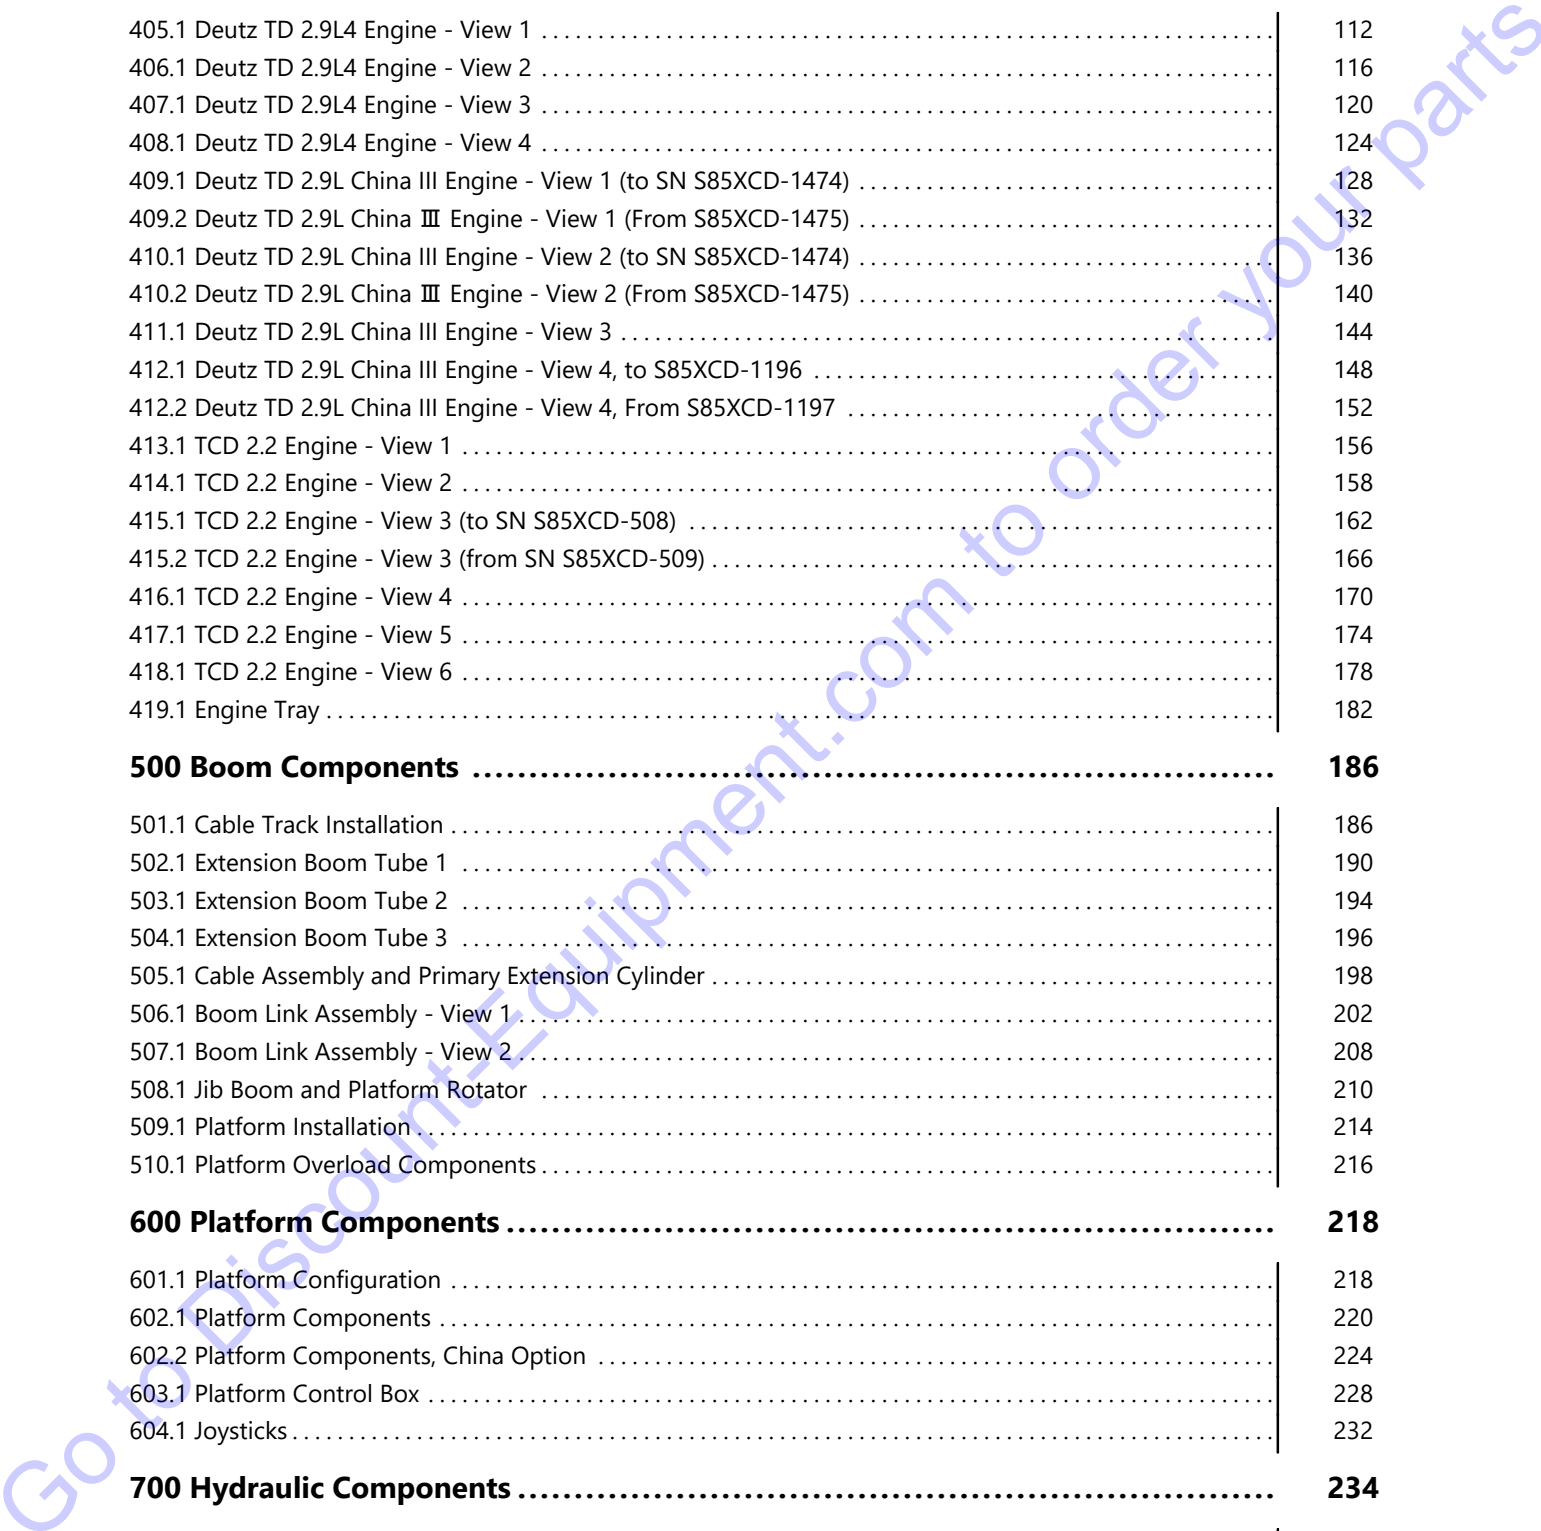 405.1 Deutz TD 2.9L4 Engine - View 1 ........ 112
406.1 Deutz TD 2.9L4 Engine - View 2 ........ 116
407.1 Deutz TD 2.9L4 Engine - View 3 ........ 120
408.1 Deutz TD 2.9L4 Engine - View 4 ........ 124
409.1 Deutz TD 2.9L China III Engine - View 1 (to SN S85XCD-1474) ........ 128
409.2 Deutz TD 2.9L China Ⅲ Engine - View 1 (From S85XCD-1475) ........ 132
410.1 Deutz TD 2.9L China III Engine - View 2 (to SN S85XCD-1474) ........ 136
410.2 Deutz TD 2.9L China Ⅲ Engine - View 2 (From S85XCD-1475) ........ 140
411.1 Deutz TD 2.9L China III Engine - View 3 ........ 144
412.1 Deutz TD 2.9L China III Engine - View 4, to S85XCD-1196 ........ 148
412.2 Deutz TD 2.9L China III Engine - View 4, From S85XCD-1197 ........ 152
413.1 TCD 2.2 Engine - View 1 ........ 156
414.1 TCD 2.2 Engine - View 2 ........ 158
415.1 TCD 2.2 Engine - View 3 (to SN S85XCD-508) ........ 162
415.2 TCD 2.2 Engine - View 3 (from SN S85XCD-509) ........ 166
416.1 TCD 2.2 Engine - View 4 ........ 170
417.1 TCD 2.2 Engine - View 5 ........ 174
418.1 TCD 2.2 Engine - View 6 ........ 178
419.1 Engine Tray ........ 182
500 Boom Components ........ 186
501.1 Cable Track Installation ........ 186
502.1 Extension Boom Tube 1 ........ 190
503.1 Extension Boom Tube 2 ........ 194
504.1 Extension Boom Tube 3 ........ 196
505.1 Cable Assembly and Primary Extension Cylinder ........ 198
506.1 Boom Link Assembly - View 1 ........ 202
507.1 Boom Link Assembly - View 2 ........ 208
508.1 Jib Boom and Platform Rotator ........ 210
509.1 Platform Installation ........ 214
510.1 Platform Overload Components ........ 216
600 Platform Components ........ 218
601.1 Platform Configuration ........ 218
602.1 Platform Components ........ 220
602.2 Platform Components, China Option ........ 224
603.1 Platform Control Box ........ 228
604.1 Joysticks ........ 232
700 Hydraulic Components ........ 234
Go to Discount-Equipment.com to order your parts